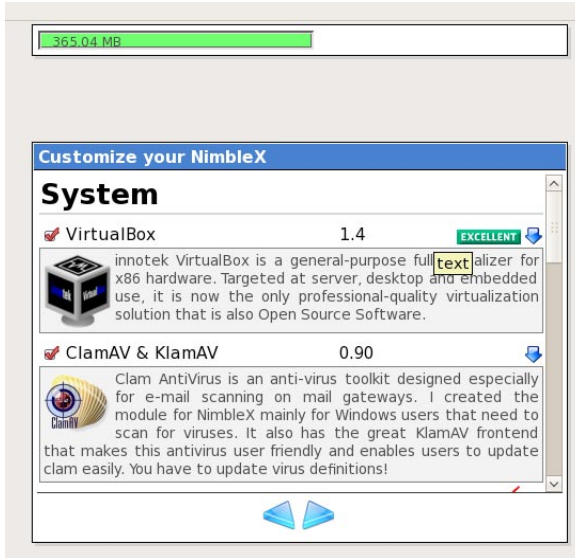 365.04 MB
Customize your NimbleX
System
VirtualBox 1.4 EXCELLENT
innotek VirtualBox is a general-purpose full alizer for
text
x86 hardware. Targeted at server, desktop and embedded
use, it is now the only professional-quality virtualization
solution that is also Open Source Software.
ClamAV & KlamAV 0.90
Clam AntiVirus is an anti-virus toolkit designed especially
for e-mail scanning on mail gateways. I created the
module for NimbleX mainly for Windows users that need to
scan for viruses. It also has the great KlamAV frontend
ClamAV
that makes this antivirus user friendly and enables users to update
clam easily. You have to update virus definitions!